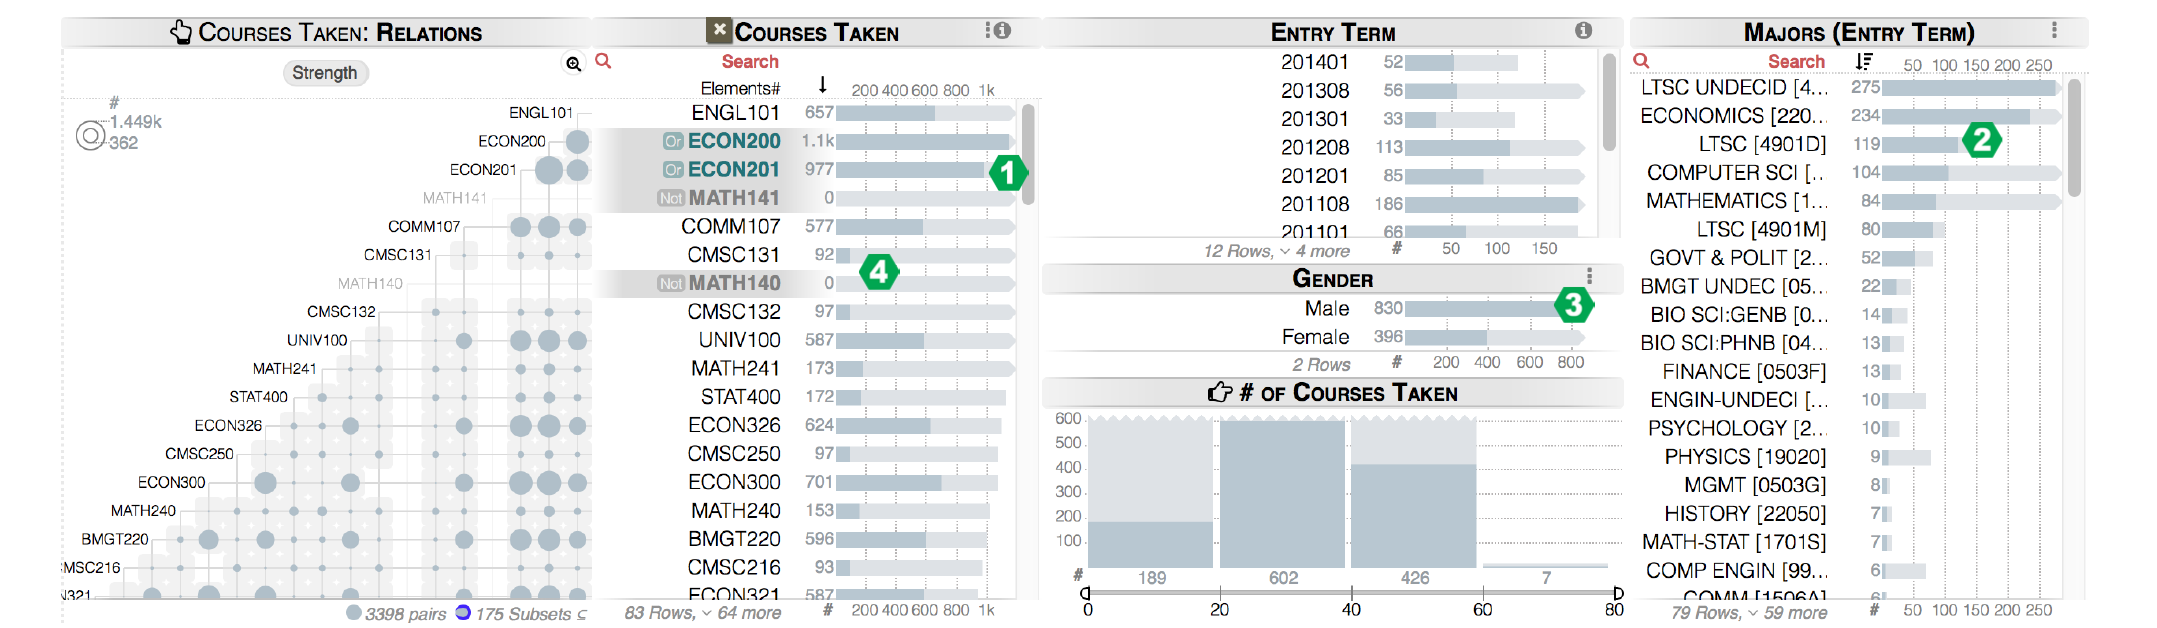 COURSES TAKEN: RELATIONS
Strength
#
1.449k
362
ENGL101
ECON200
ECON201
MATH141
COMM107
CMSC131
MATH140
CMSC132
UNIV100
MATH241
STAT400
ECON326
CMSC250
ECON300
MATH240
BMGT220
CMSC216
N321
3398 pairs 175 Subsets ⊆
× COURSES TAKEN
Search
Elements# 200 400 600 800 1k
ENGL101 657
Or ECON200 1.1k
Or ECON201 977
1
Not MATH141 0
COMM107 577
CMSC131 92
4
Not MATH140 0
CMSC132 97
UNIV100 587
MATH241 173
STAT400 172
ECON326 624
CMSC250 97
ECON300 701
MATH240 153
BMGT220 596
CMSC216 93
ECON321 587
83 Rows, ⌄ 64 more # 200 400 600 800 1k
ENTRY TERM
201401 52
201308 56
201301 33
201208 113
201201 85
201108 186
201101 66
12 Rows, ⌄ 4 more # 50 100 150
GENDER
Male 830
3
Female 396
2 Rows # 200 400 600 800
# OF COURSES TAKEN
600
500
400
300
200
100
# 189 602 426 7
0 20 40 60 80
MAJORS (ENTRY TERM)
Search 50 100 150 200 250
LTSC UNDECID [4... 275
ECONOMICS [220... 234
LTSC [4901D] 119
2
COMPUTER SCI [.. 104
MATHEMATICS [1... 84
LTSC [4901M] 80
GOVT & POLIT [2... 52
BMGT UNDEC [05... 22
BIO SCI:GENB [0... 14
BIO SCI:PHNB [04... 13
FINANCE [0503F] 13
ENGIN-UNDECI [... 10
PSYCHOLOGY [2... 10
PHYSICS [19020] 9
MGMT [0503G] 8
HISTORY [22050] 7
MATH-STAT [1701S] 7
COMP ENGIN [99... 6
COMM [1506A] 6
79 Rows, ⌄ 59 more # 50 100 150 200 250